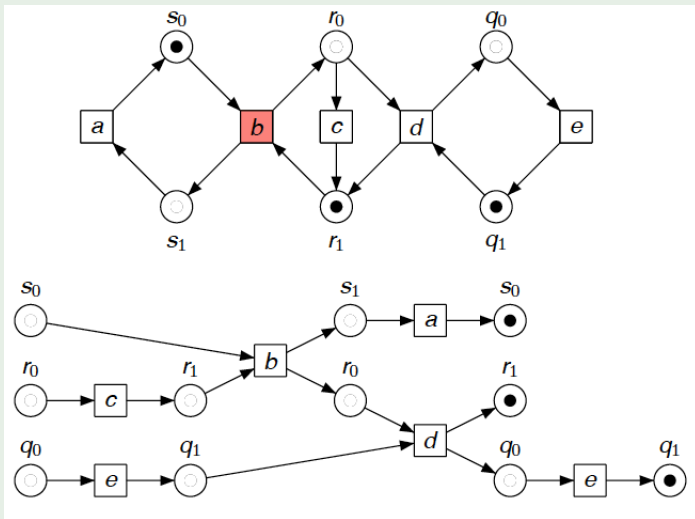 s0 r0 q0
a b c d e
s1 r1 q1
s0 s1 a s0
b
r0 c r1 r0 r1
d
q0 e q1 q0 e q1